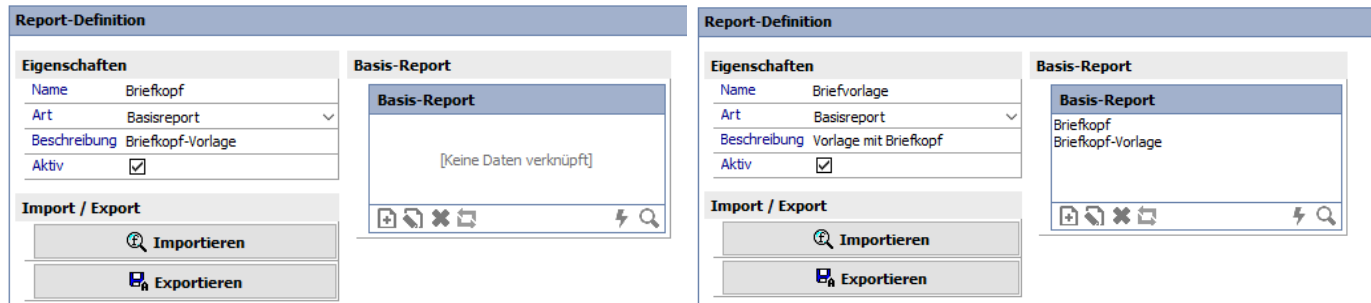 Report-Definition
Eigenschaften
Name Briefkopf
Art Basisreport
Beschreibung Briefkopf-Vorlage
Aktiv
Import / Export
Importieren
Exportieren
Basis-Report
Basis-Report
[Keine Daten verknüpft]
Report-Definition
Eigenschaften
Name Briefvorlage
Art Basisreport
Beschreibung Vorlage mit Briefkopf
Aktiv
Import / Export
Importieren
Exportieren
Basis-Report
Basis-Report
Briefkopf
Briefkopf-Vorlage